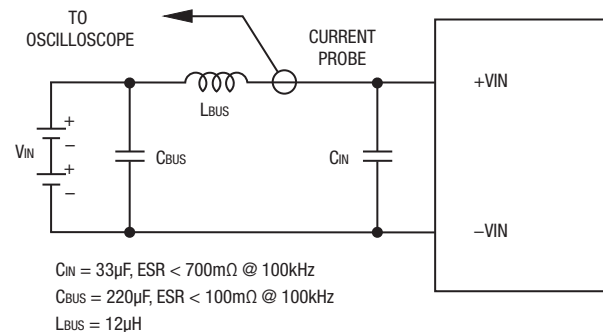 TO
OSCILLOSCOPE
CURRENT
PROBE
+VIN
LBUS
+
−
VIN
+
−
CBUS
CIN
−VIN
CIN = 33µF, ESR < 700mΩ @ 100kHz
CBUS = 220µF, ESR < 100mΩ @ 100kHz
LBUS = 12µH